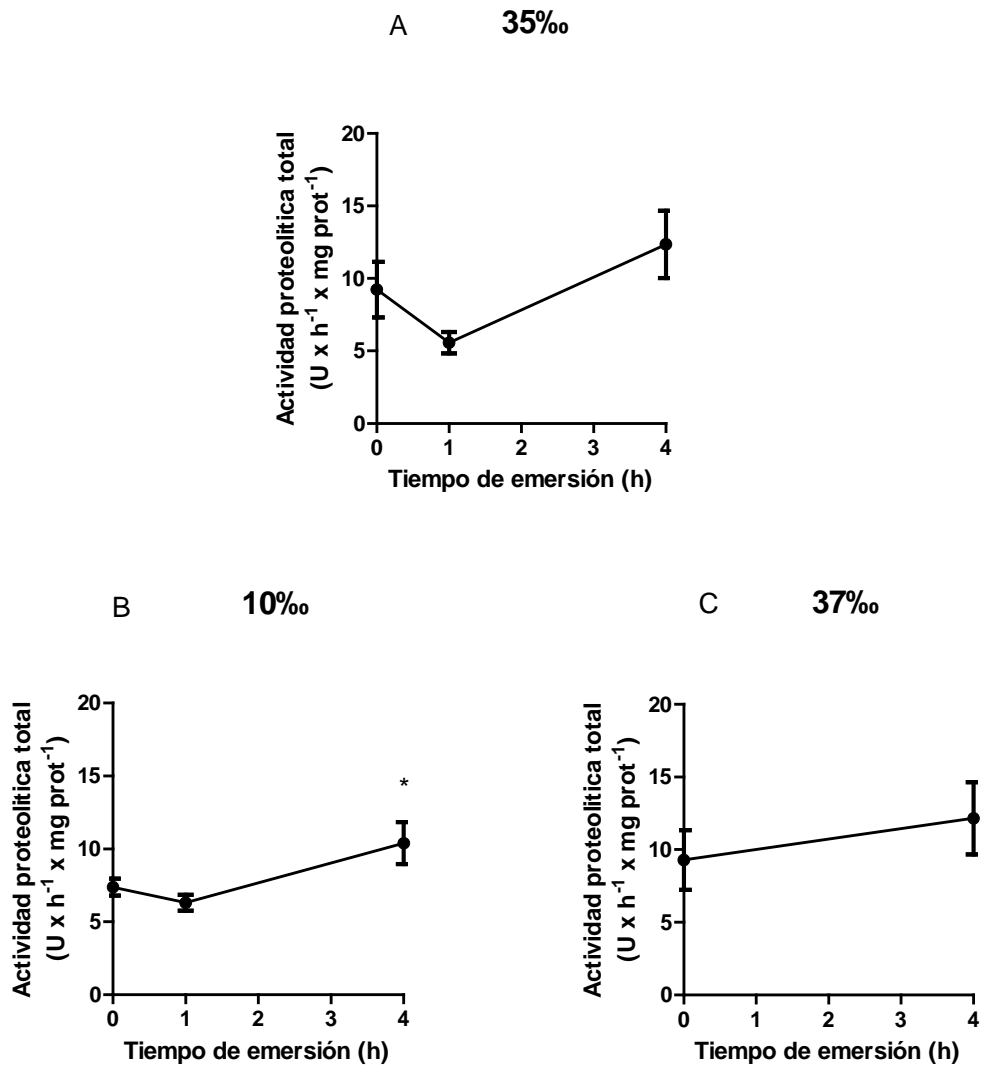 A 35‰
Actividad proteolitica total
(U x h⁻¹ x mg prot⁻¹)
20
15
10
5
0
0 1 2 3 4
Tiempo de emersión (h)
B 10‰
Actividad proteolitica total
(U x h⁻¹ x mg prot⁻¹)
20
15
10
5
0
*
0 1 2 3 4
Tiempo de emersión (h)
C 37‰
Actividad proteolitica total
(U x h⁻¹ x mg prot⁻¹)
20
15
10
5
0
0 1 2 3 4
Tiempo de emersión (h)